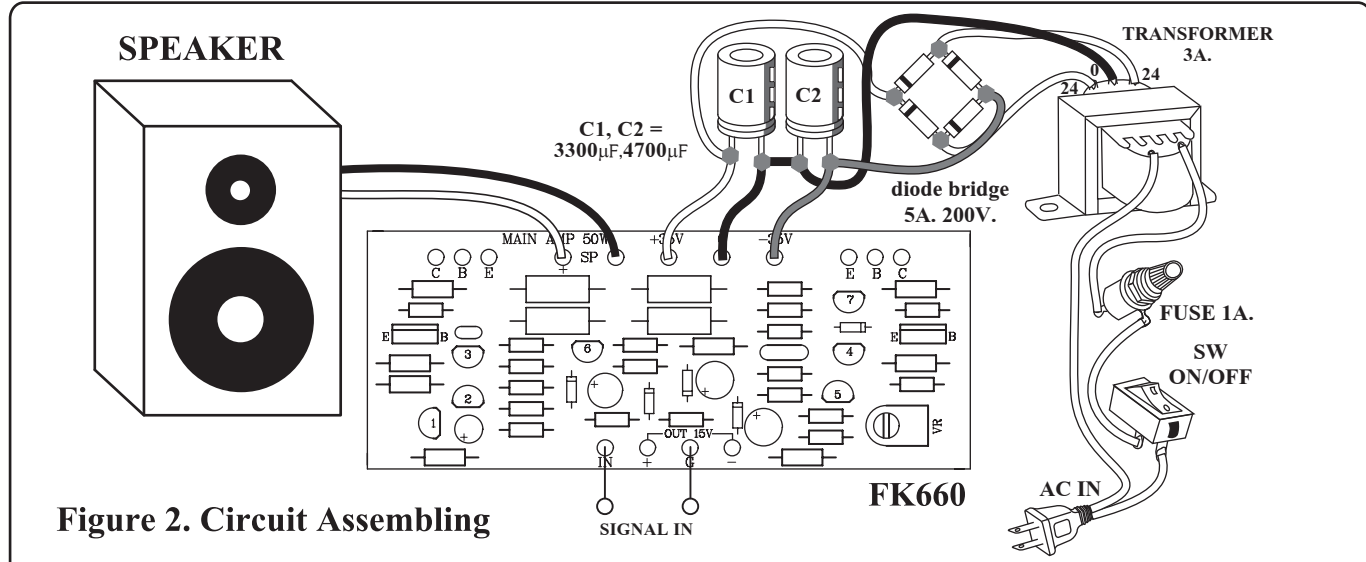 SPEAKER
TRANSFORMER
3A.
24
0
24
C1
C2
C1, C2 =
3300µF,4700µF
diode bridge
5A. 200V.
MAIN AMP 50W
SP
+
+35V
-35V
C B E
E B C
7
FUSE 1A.
E
B
3
6
4
E
B
SW
ON/OFF
2
5
1
+
+
+
+
VR
OUT 15V
IN
+
G
-
FK660
AC IN
SIGNAL IN
Figure 2. Circuit Assembling